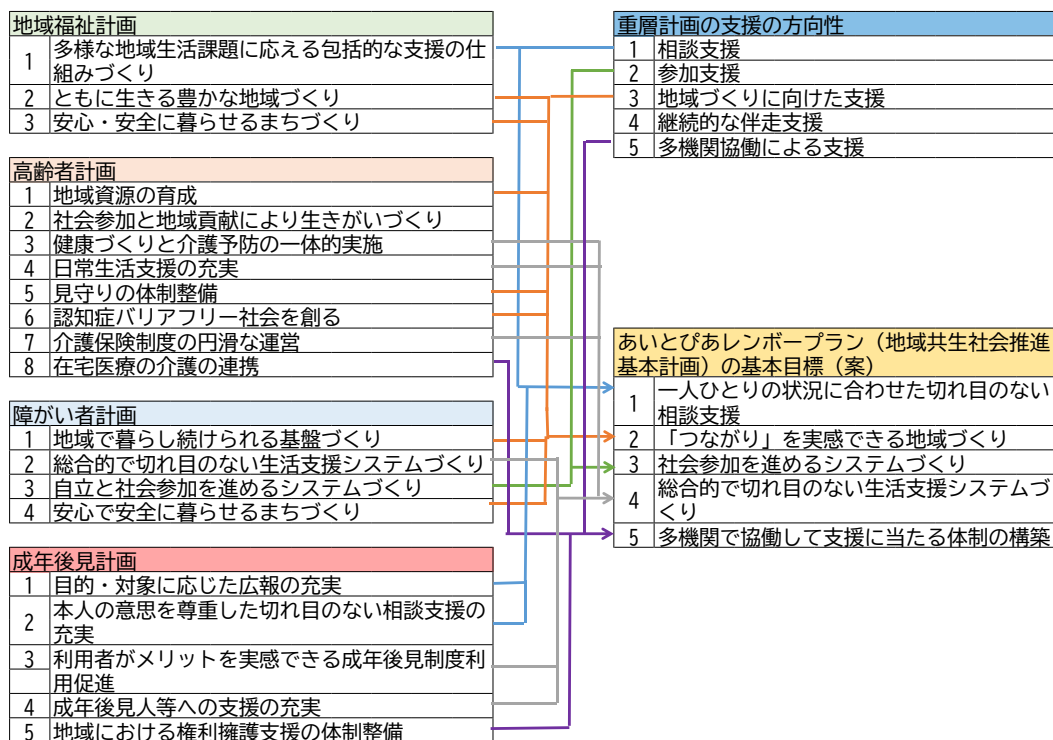 地域福祉計画
1 多様な地域生活課題に応える包括的な支援の仕
組みづくり
2 ともに生きる豊かな地域づくり
3 安心・安全に暮らせるまちづくり
高齢者計画
1 地域資源の育成
2 社会参加と地域貢献により生きがいづくり
3 健康づくりと介護予防の一体的実施
4 日常生活支援の充実
5 見守りの体制整備
6 認知症バリアフリー社会を創る
7 介護保険制度の円滑な運営
8 在宅医療の介護の連携
障がい者計画
1 地域で暮らし続けられる基盤づくり
2 総合的で切れ目のない生活支援システムづくり
3 自立と社会参加を進めるシステムづくり
4 安心で安全に暮らせるまちづくり
成年後見計画
1 目的・対象に応じた広報の充実
2 本人の意思を尊重した切れ目のない相談支援の
充実
3 利用者がメリットを実感できる成年後見制度利
用促進
4 成年後見人等への支援の充実
5 地域における権利擁護支援の体制整備
重層計画の支援の方向性
1 相談支援
2 参加支援
3 地域づくりに向けた支援
4 継続的な伴走支援
5 多機関協働による支援
あいとぴあレンボープラン（地域共生社会推進
基本計画）の基本目標（案）
1 一人ひとりの状況に合わせた切れ目のない
相談支援
2 「つながり」を実感できる地域づくり
3 社会参加を進めるシステムづくり
4 総合的で切れ目のない生活支援システムづ
くり
5 多機関で協働して支援に当たる体制の構築